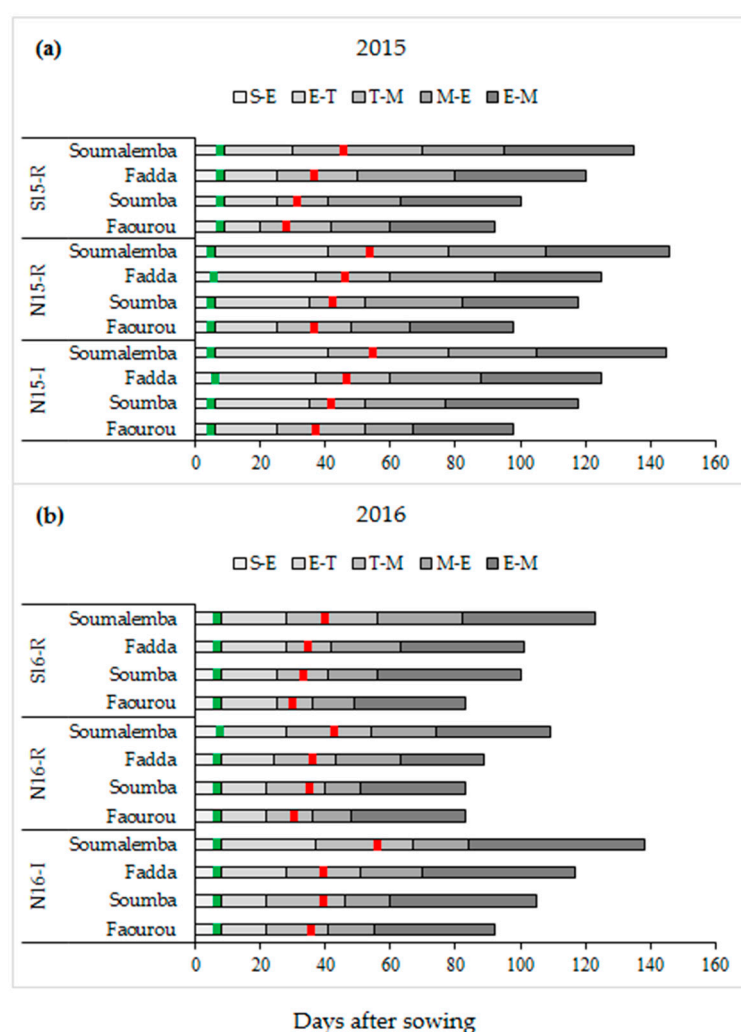 (a) 2015
S-E E-T T-M M-E E-M
S15-R
Soumalemba
Fadda
Soumba
Faourou
N15-R
Soumalemba
Fadda
Soumba
Faourou
N15-I
Soumalemba
Fadda
Soumba
Faourou
0 20 40 60 80 100 120 140 160
(b) 2016
S-E E-T T-M M-E E-M
S16-R
Soumalemba
Fadda
Soumba
Faourou
N16-R
Soumalemba
Fadda
Soumba
Faourou
N16-I
Soumalemba
Fadda
Soumba
Faourou
0 20 40 60 80 100 120 140 160
Days after sowing